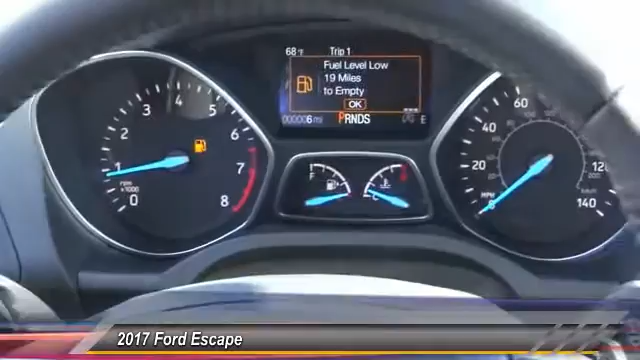 68°F Trip 1
Fuel Level Low
19 Miles
to Empty
OK
000006 mi PRNDS E
0 1 2 3 4 5 6 7 8
rpm
x1000
F
C
20 40 60 120 140
MPH
km/h
2017 Ford Escape